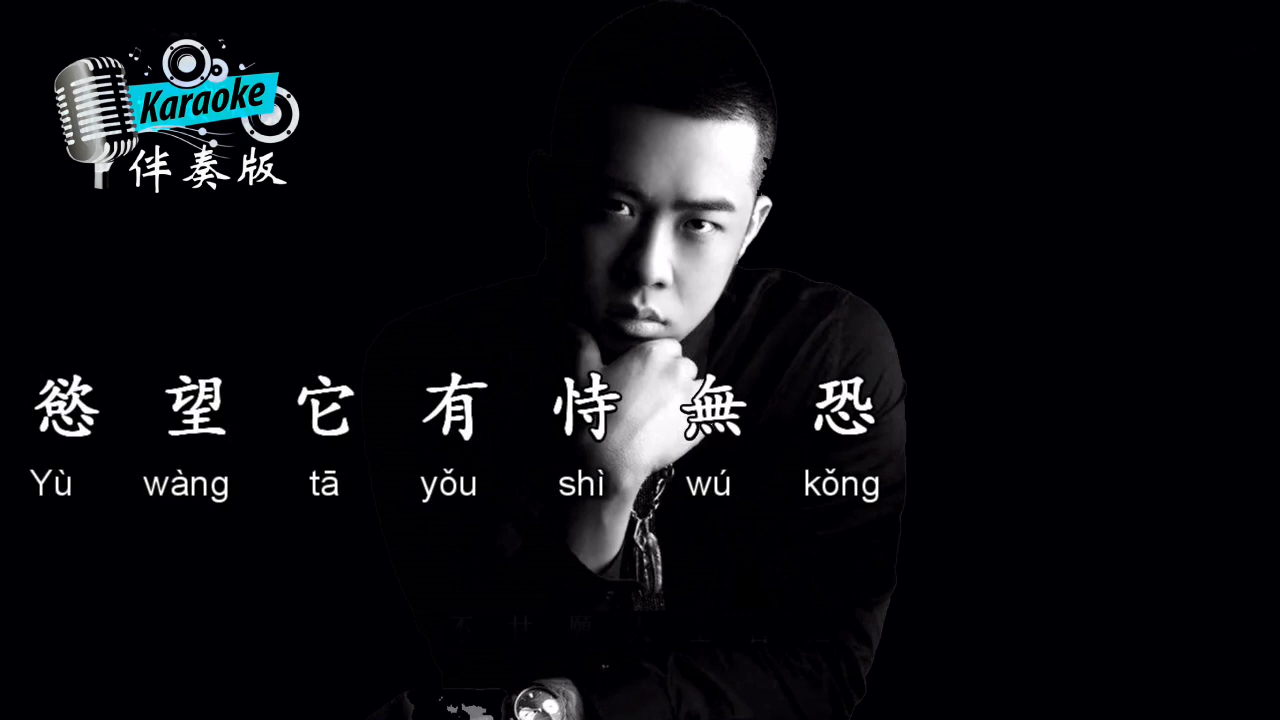 Karaoke
伴奏版
慾 望 它 有 恃 無 恐
Yù wàng tā yǒu shì wú kǒng